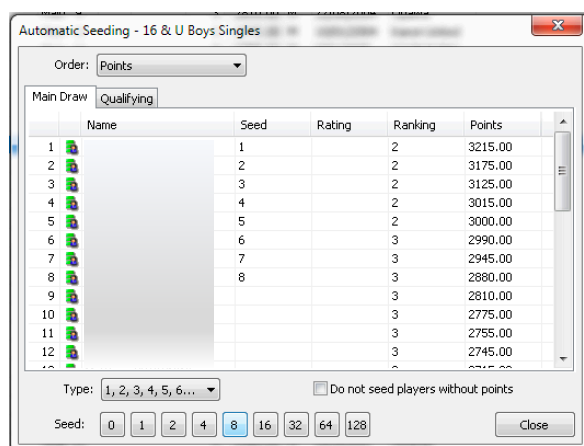 Automatic Seeding - 16 & U Boys Singles
Order: Points
Main Draw Qualifying
Name Seed Rating Ranking Points
1 1 2 3215.00
2 2 2 3175.00
3 3 2 3125.00
4 4 2 3015.00
5 5 2 3000.00
6 6 3 2990.00
7 7 3 2945.00
8 8 3 2880.00
9 3 2810.00
10 3 2775.00
11 3 2755.00
12 3 2745.00
Type: 1, 2, 3, 4, 5, 6... Do not seed players without points
Seed: 0 1 2 4 8 16 32 64 128 Close